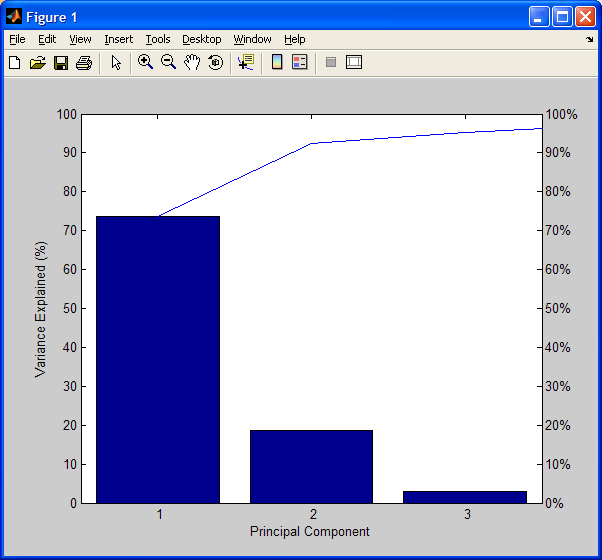 Figure 1
File Edit View Insert Tools Desktop Window Help
100 100%
90 90%
80 80%
70 70%
60 60%
50 50%
40 40%
30 30%
20 20%
10 10%
0 0%
Variance Explained (%)
1 2 3
Principal Component